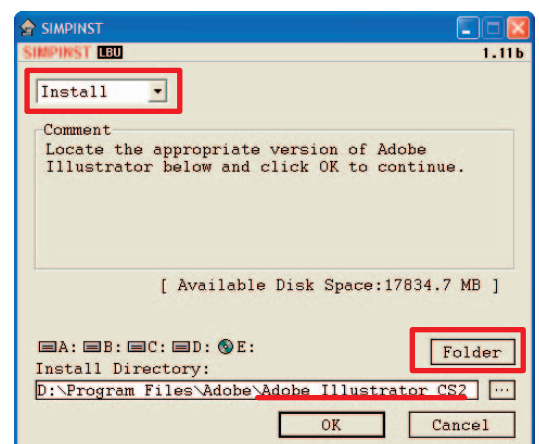 SIMPINST
SIMPINST LBU 1.11b
Install
Comment
Locate the appropriate version of Adobe
Illustrator below and click OK to continue.
[ Available Disk Space:17834.7 MB ]
A: B: C: D: E:
Folder
Install Directory:
D:\Program Files\Adobe\Adobe Illustrator CS2 ...
OK Cancel